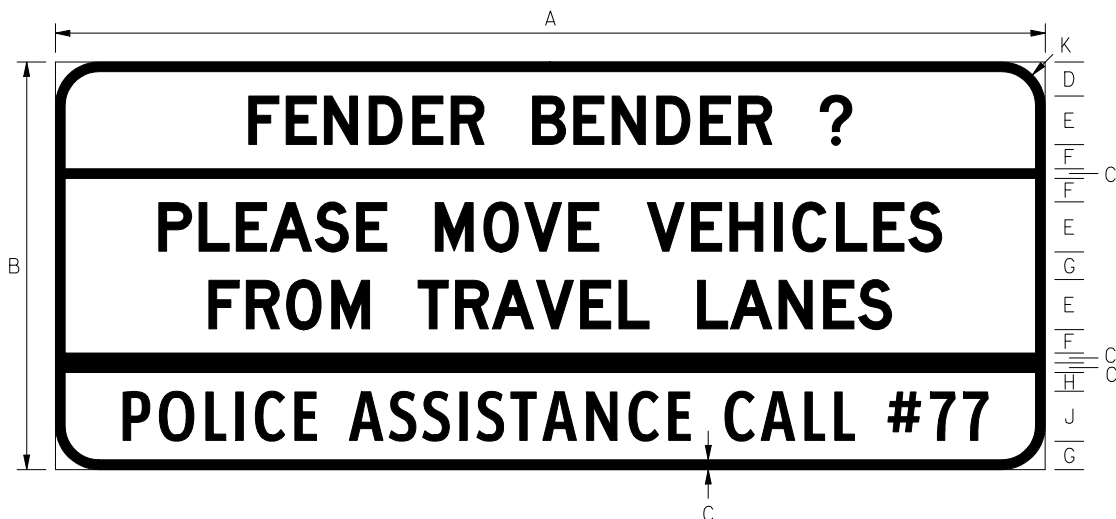 A
K
D
FENDER BENDER ?
E
F
C
F
PLEASE MOVE VEHICLES
E
B
G
FROM TRAVEL LANES
E
F
C
C
H
POLICE ASSISTANCE CALL #77
J
G
C